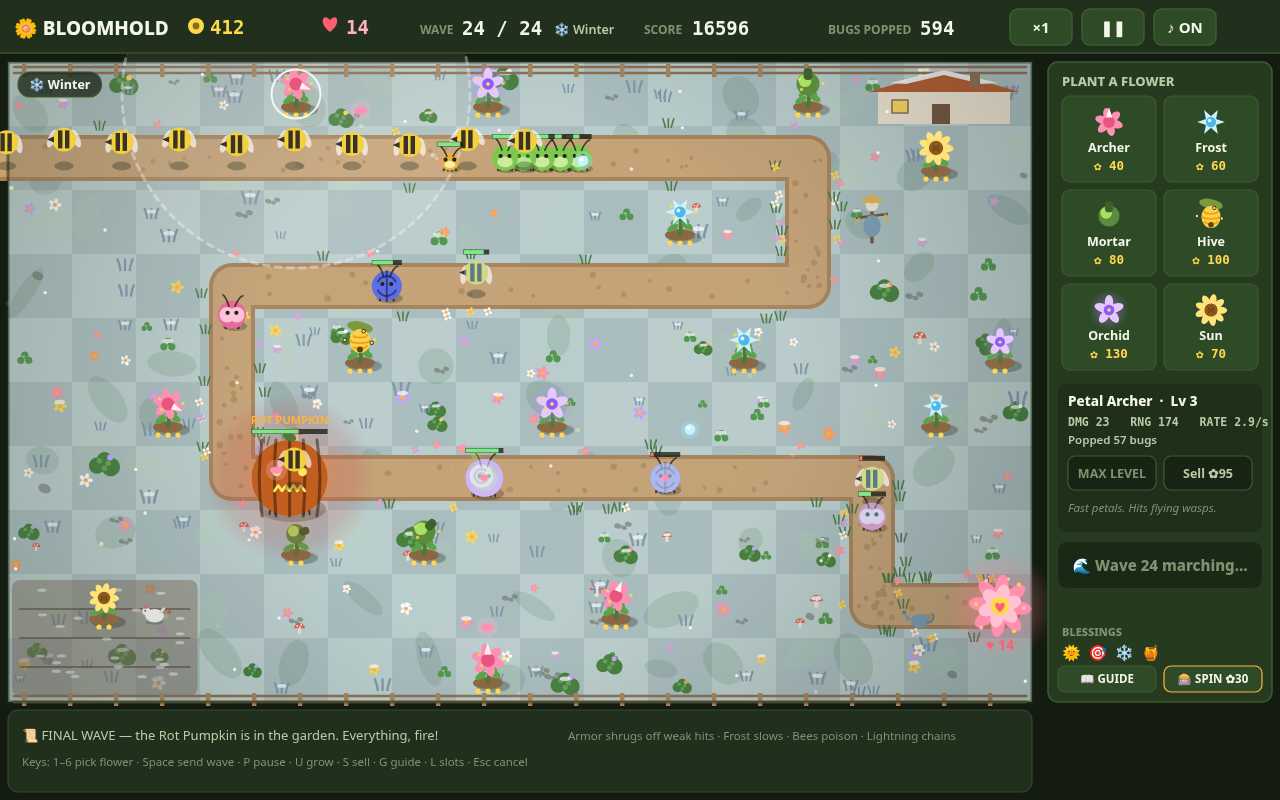 🌼 BLOOMHOLD
412
14
WAVE 24 / 24 ❄️ Winter
SCORE 16596
BUGS POPPED 594
×1
❚❚
♪ ON
❄️ Winter
ROT PUMPKIN
♥ 14
PLANT A FLOWER
Archer
✿ 40
Frost
✿ 60
Mortar
✿ 80
Hive
✿ 100
Orchid
✿ 130
Sun
✿ 70
Petal Archer · Lv 3
DMG 23 RNG 174 RATE 2.9/s
Popped 57 bugs
MAX LEVEL
Sell ✿95
Fast petals. Hits flying wasps.
🌊 Wave 24 marching…
BLESSINGS
🌞 🎯 ❄️ 🍯
📖 GUIDE
🎰 SPIN ✿30
📜 FINAL WAVE — the Rot Pumpkin is in the garden. Everything, fire!
Armor shrugs off weak hits · Frost slows · Bees poison · Lightning chains
Keys: 1–6 pick flower · Space send wave · P pause · U grow · S sell · G guide · L slots · Esc cancel